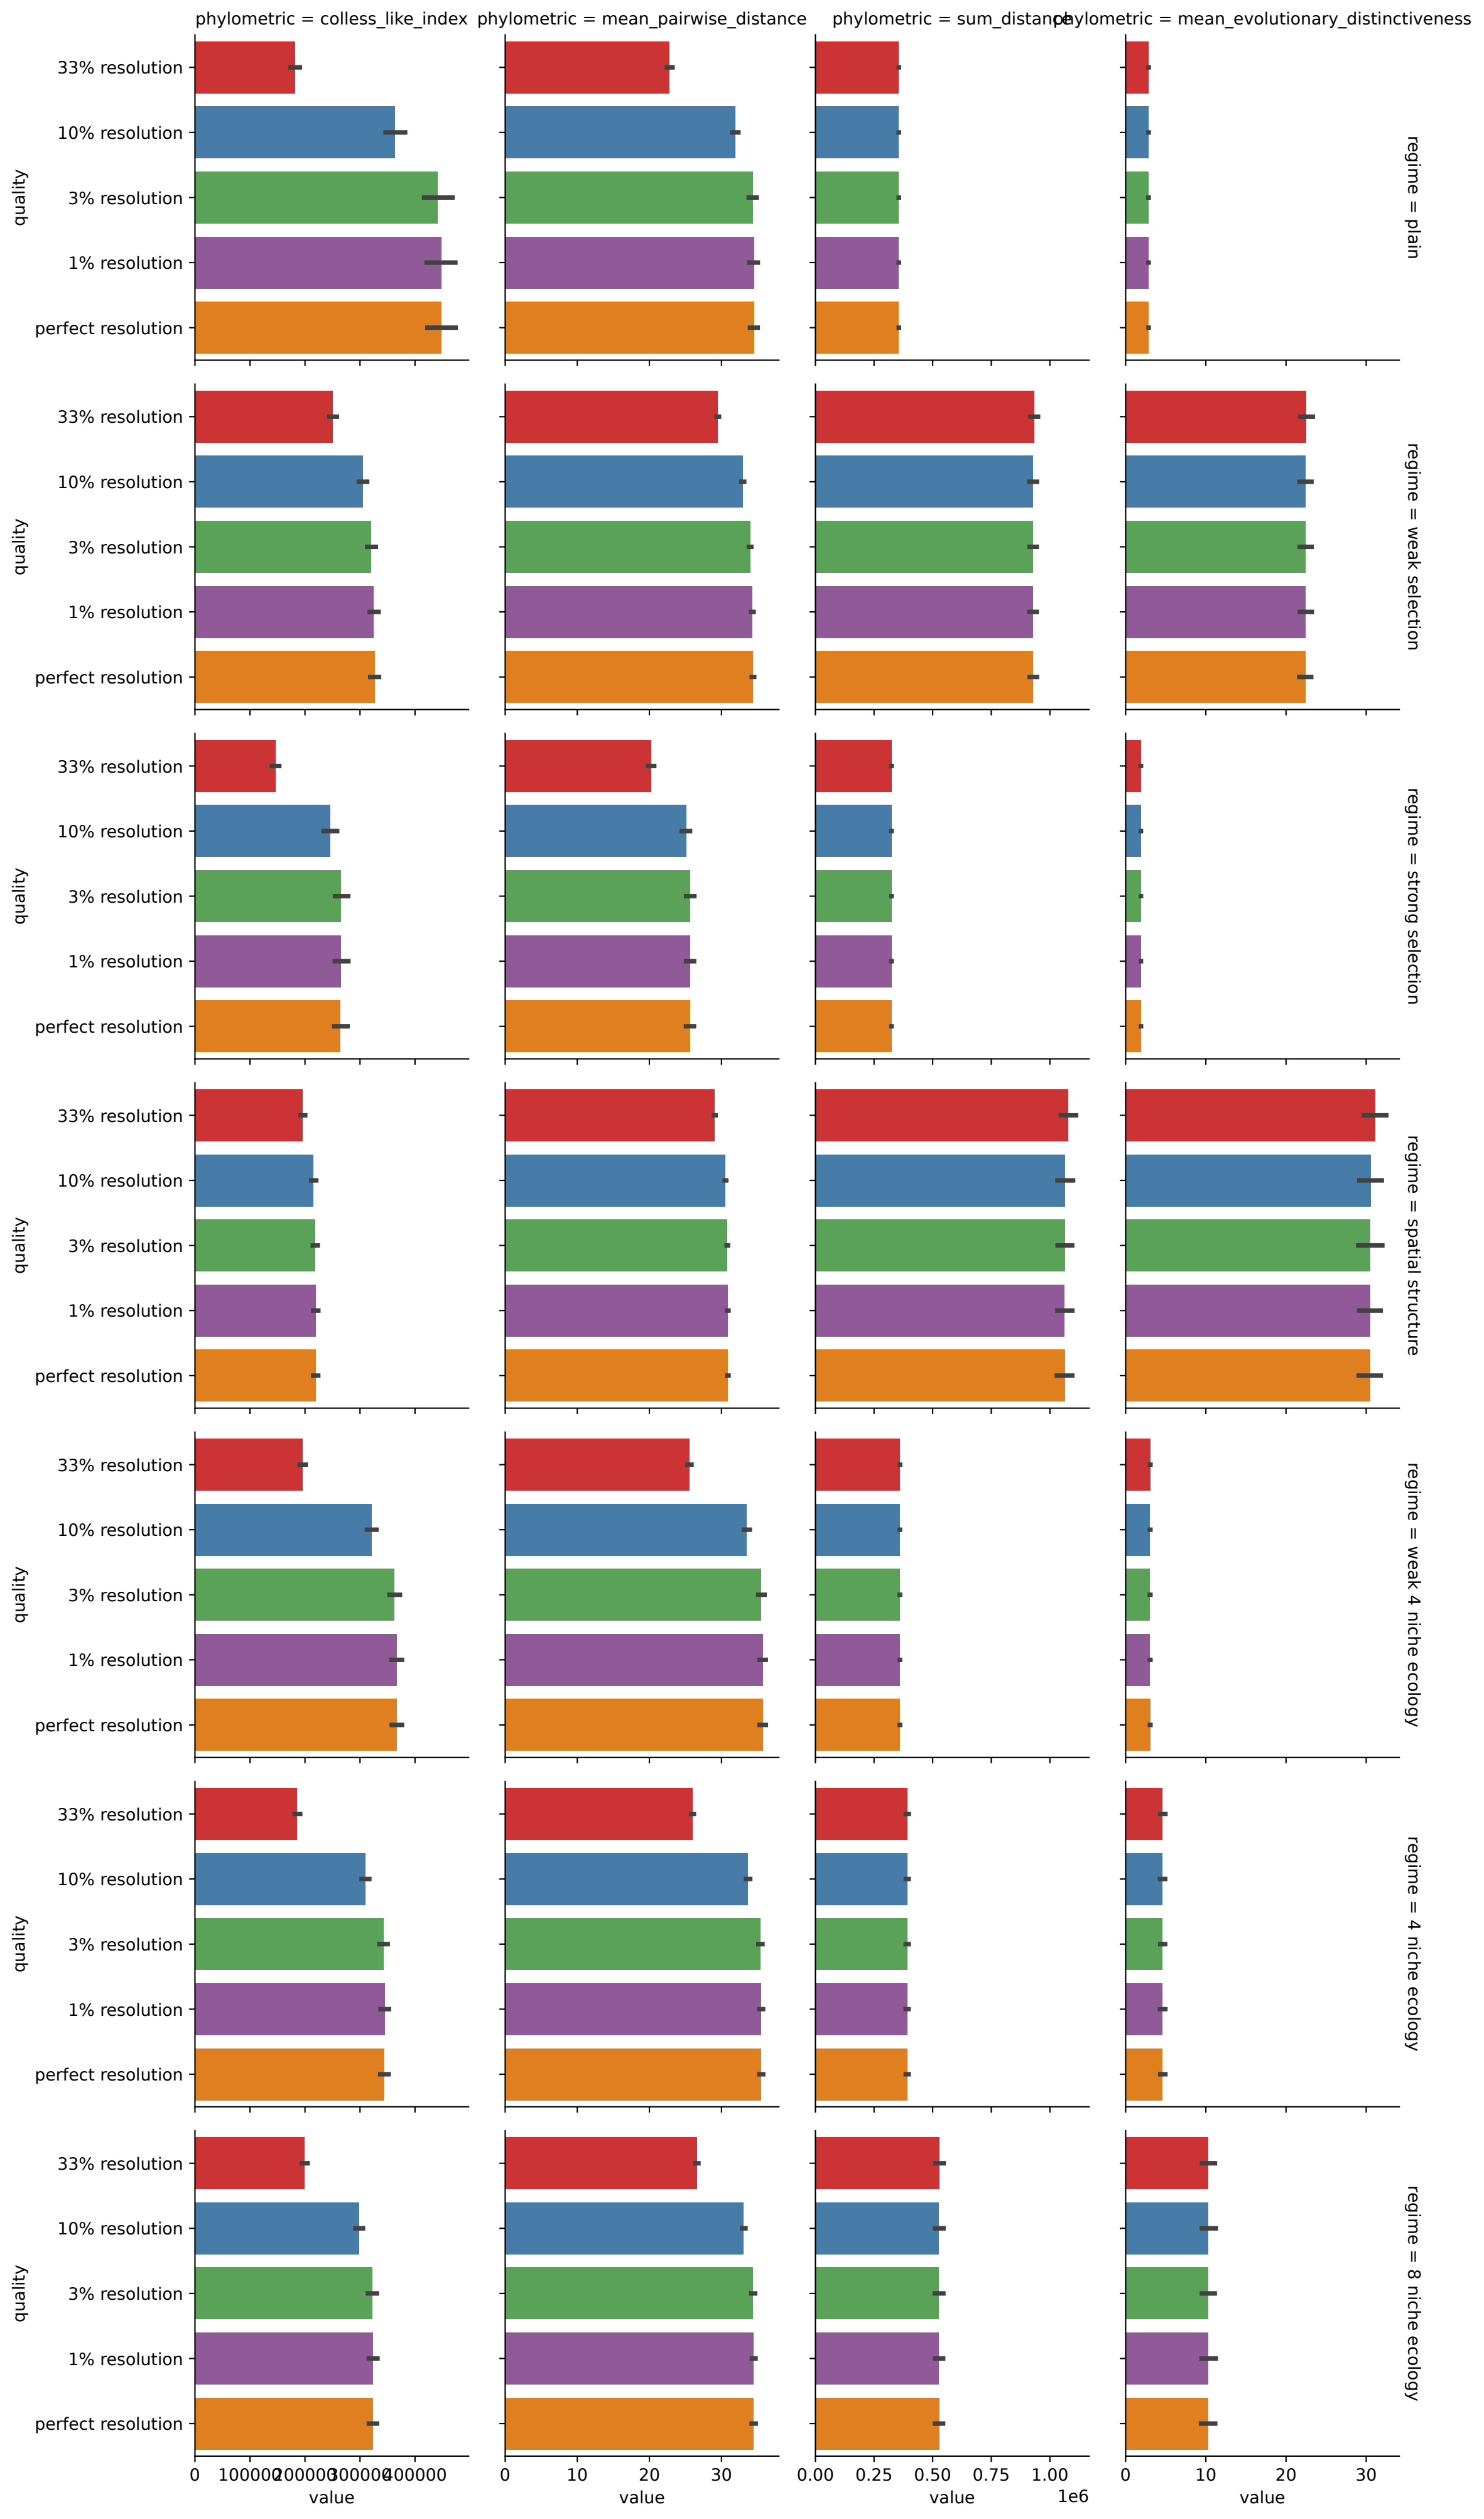 phylometric = colless_like_index
phylometric = mean_pairwise_distance
phylometric = sum_distance
phylometric = mean_evolutionary_distinctiveness
quality
33% resolution
10% resolution
3% resolution
1% resolution
perfect resolution
regime = plain
quality
33% resolution
10% resolution
3% resolution
1% resolution
perfect resolution
regime = weak selection
quality
33% resolution
10% resolution
3% resolution
1% resolution
perfect resolution
regime = strong selection
quality
33% resolution
10% resolution
3% resolution
1% resolution
perfect resolution
regime = spatial structure
quality
33% resolution
10% resolution
3% resolution
1% resolution
perfect resolution
regime = weak 4 niche ecology
quality
33% resolution
10% resolution
3% resolution
1% resolution
perfect resolution
regime = 4 niche ecology
quality
33% resolution
10% resolution
3% resolution
1% resolution
perfect resolution
regime = 8 niche ecology
0 100000 200000 300000 400000
value
0 10 20 30
value
0.00 0.25 0.50 0.75 1.00
1e6
value
0 10 20 30
value